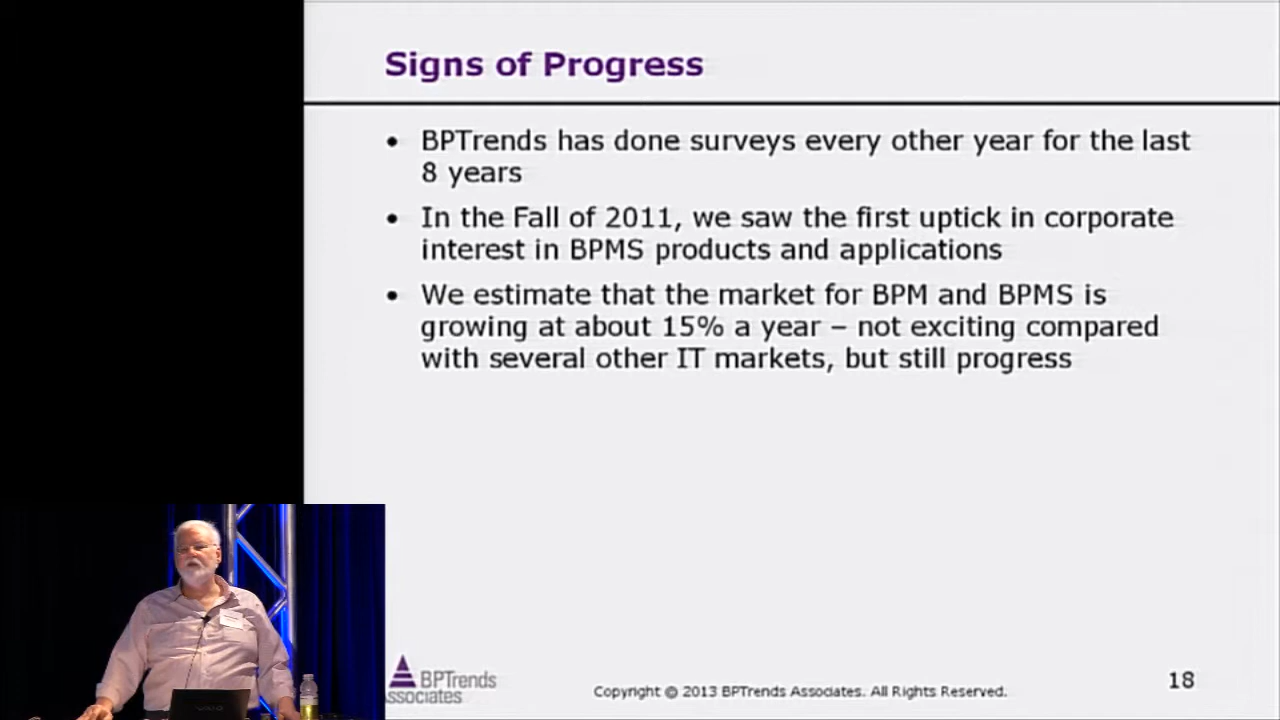 Signs of Progress
• BPTrends has done surveys every other year for the last
8 years
• In the Fall of 2011, we saw the first uptick in corporate
interest in BPMS products and applications
• We estimate that the market for BPM and BPMS is
growing at about 15% a year – not exciting compared
with several other IT markets, but still progress
BPTrends
ssociates
Copyright © 2013 BPTrends Associates. All Rights Reserved.
18